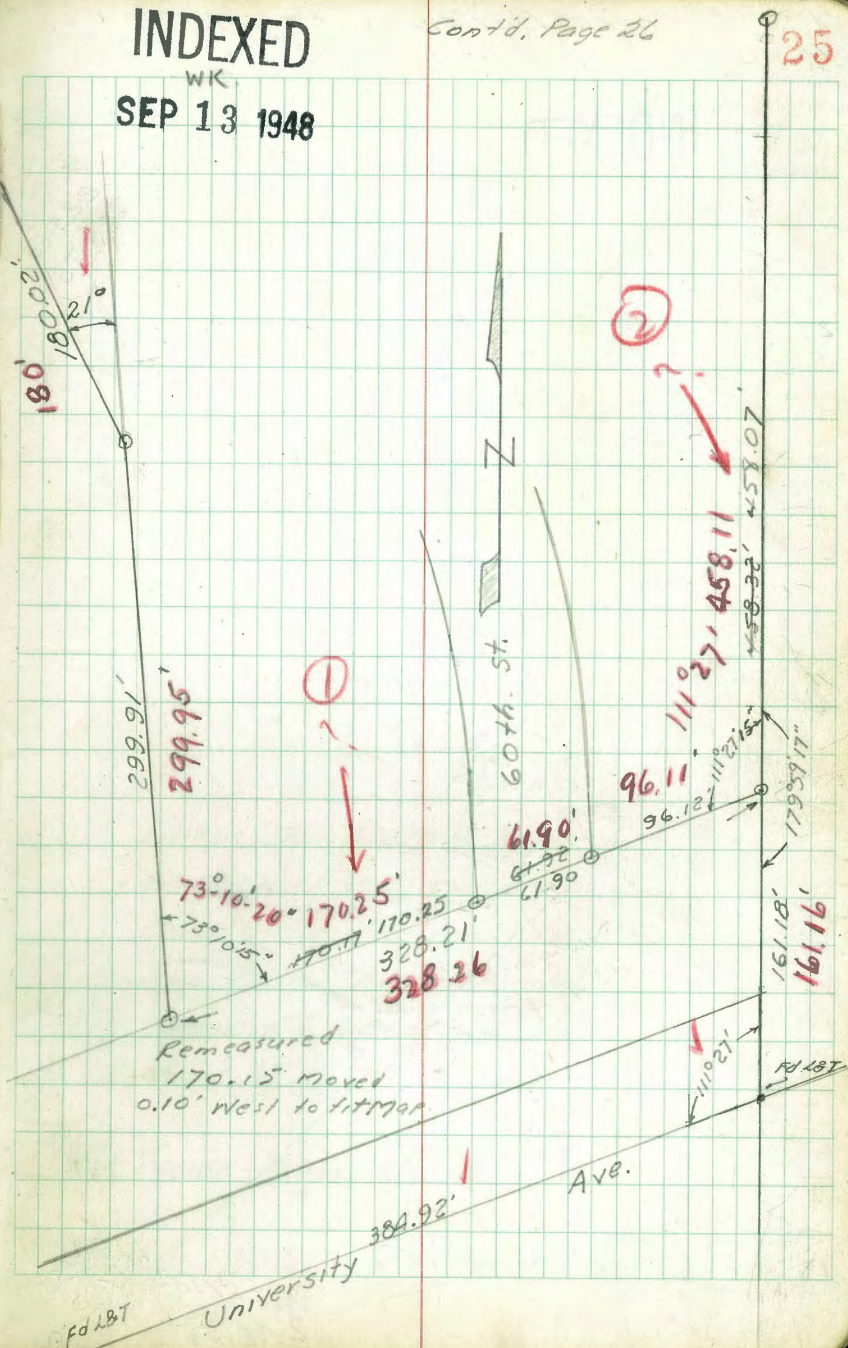 INDEXED
WK.
SEP 13 1948
Cont'd, Page 26
25
180.02'
180'
21°
2
?
N
458.07'
458.32'
458.11
111° 27'
299.91'
299.95'
1
?
60th. st.
96.11'
111° 27' 15"
96.12
179° 59' 17"
61.90'
61.92'
61.90
73°-10'-20" 170.25'
73° 10' 15"
170.17' 170.25
328.21'
328.26
161.18'
161.16'
Remeasured
170.15 moved
0.10' West to fit Map
111° 27'
Fd L&T
384.92'
University Ave.
Fd L&T